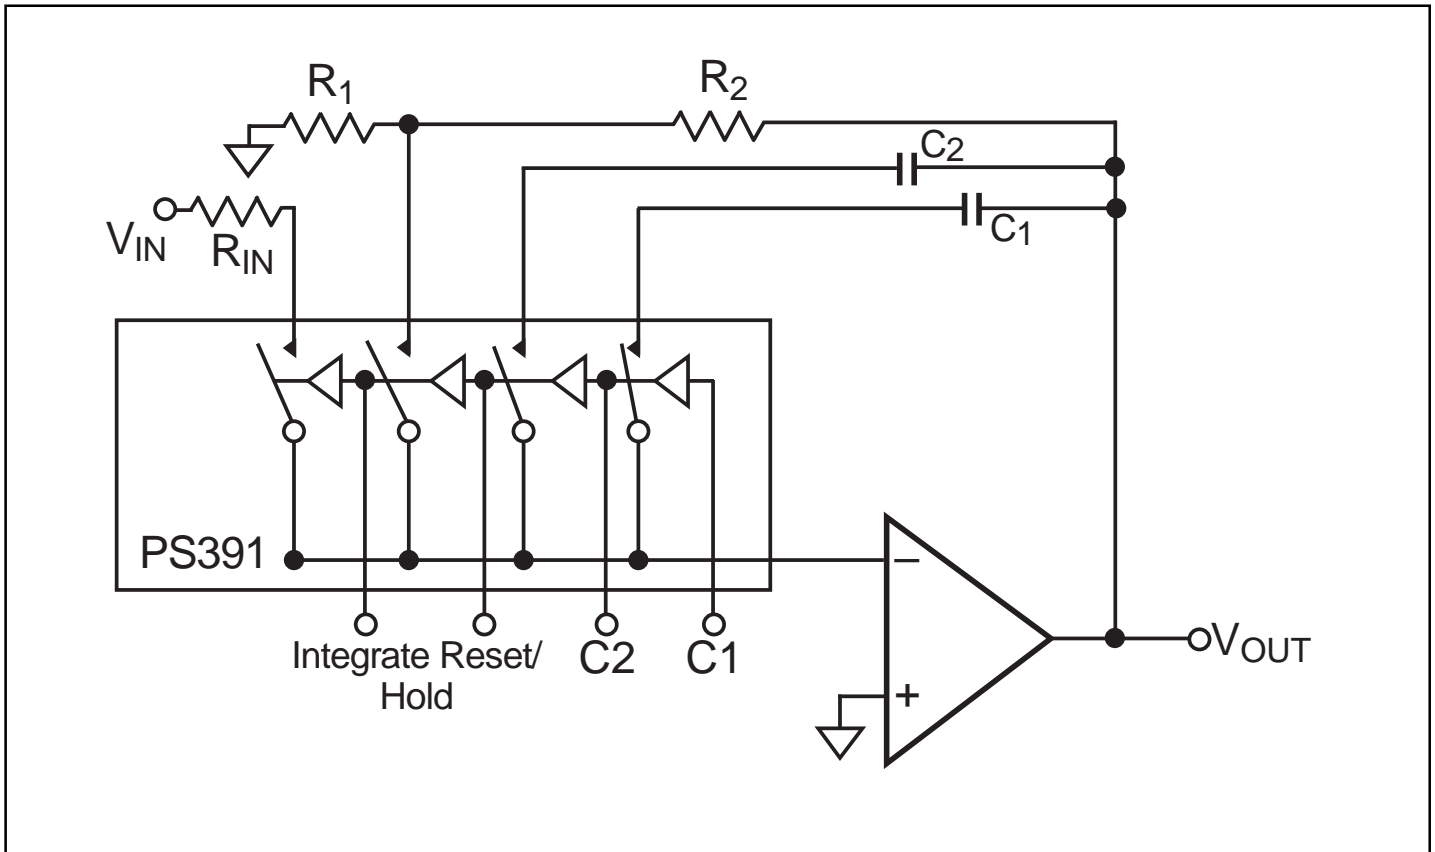 R1
R2
C2
C1
VIN
RIN
PS391
–
+
Integrate Reset/
Hold
C2
C1
VOUT